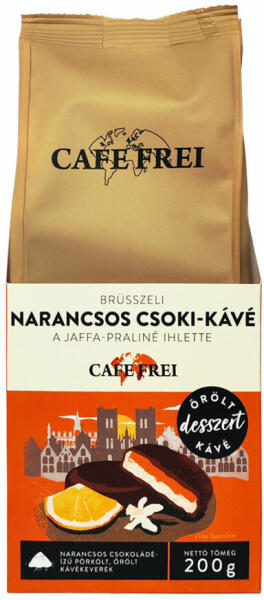 CAFE FREI
BRÜSSZELI
NARANCSOS CSOKI-KÁVÉ
A JAFFA-PRALINÉ IHLETTE
CAFE FREI
ŐRÖLT
desszert
KÁVÉ
NARANCSOS CSOKOLÁDÉ-
ÍZŰ PÖRKÖLT, ŐRÖLT
KÁVÉKEVERÉK
NETTÓ TÖMEG
200g